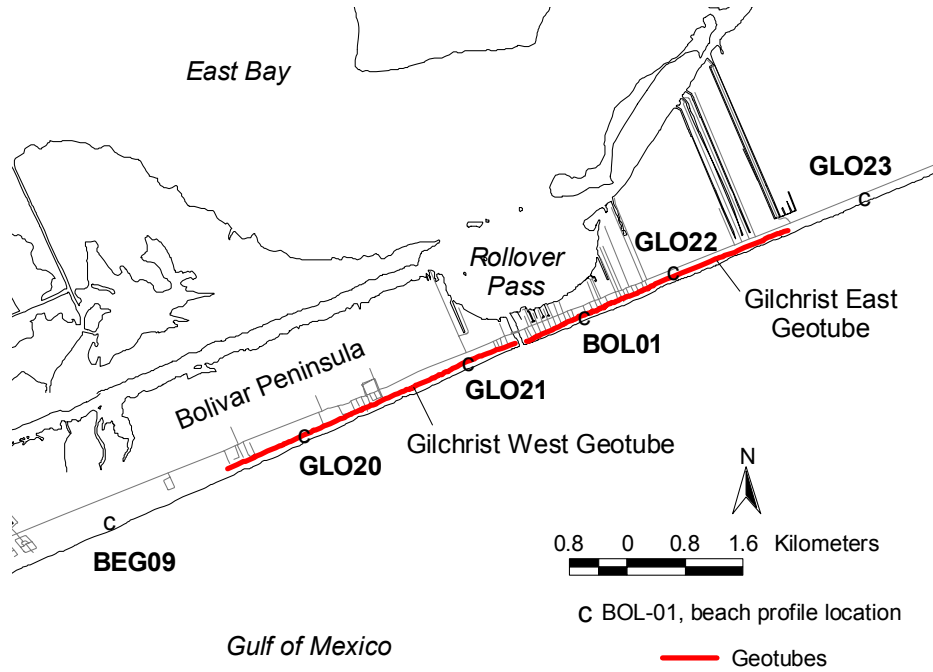 East Bay
GLO23
Rollover
Pass
GLO22
Gilchrist East
Geotube
BOL01
GLO21
Bolivar Peninsula
Gilchrist West Geotube
GLO20
BEG09
N
0.8 0 0.8 1.6 Kilometers
c BOL-01, beach profile location
Gulf of Mexico
Geotubes
c
c
c
c
c
c